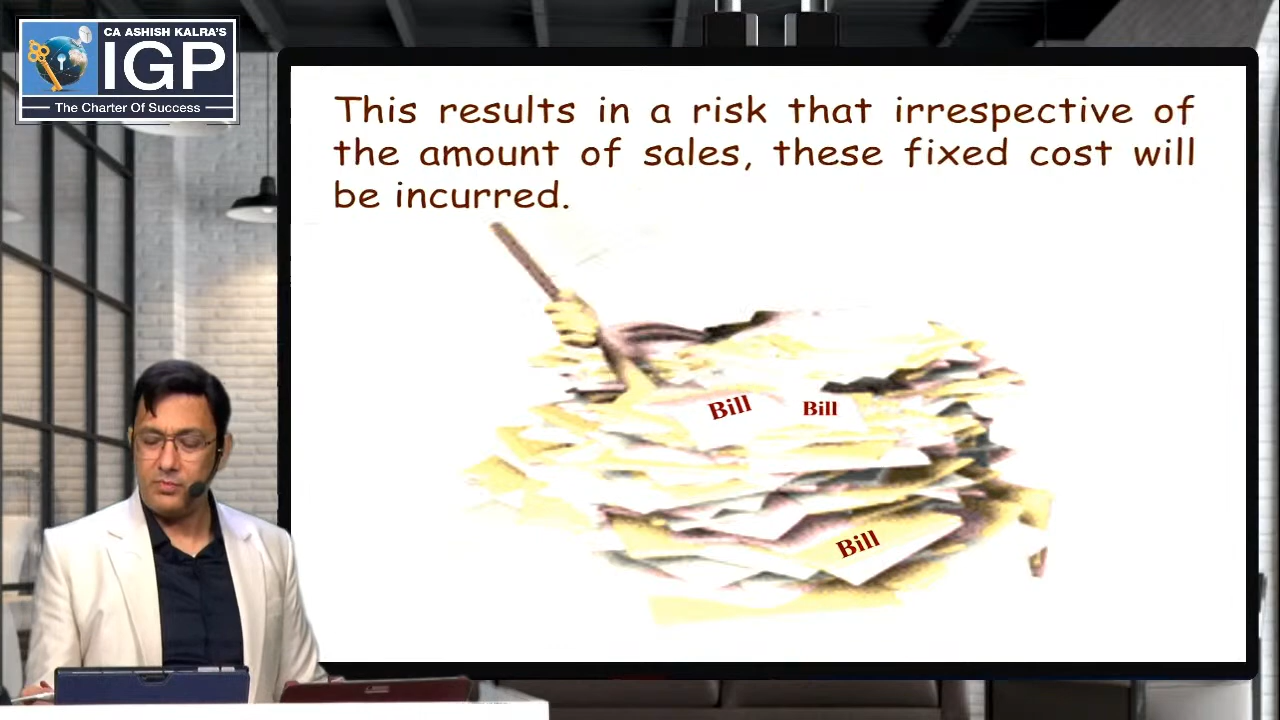 CA ASHISH KALRA'S
IGP
The Charter Of Success
This results in a risk that irrespective of
the amount of sales, these fixed cost will
be incurred.
Bill
Bill
Bill